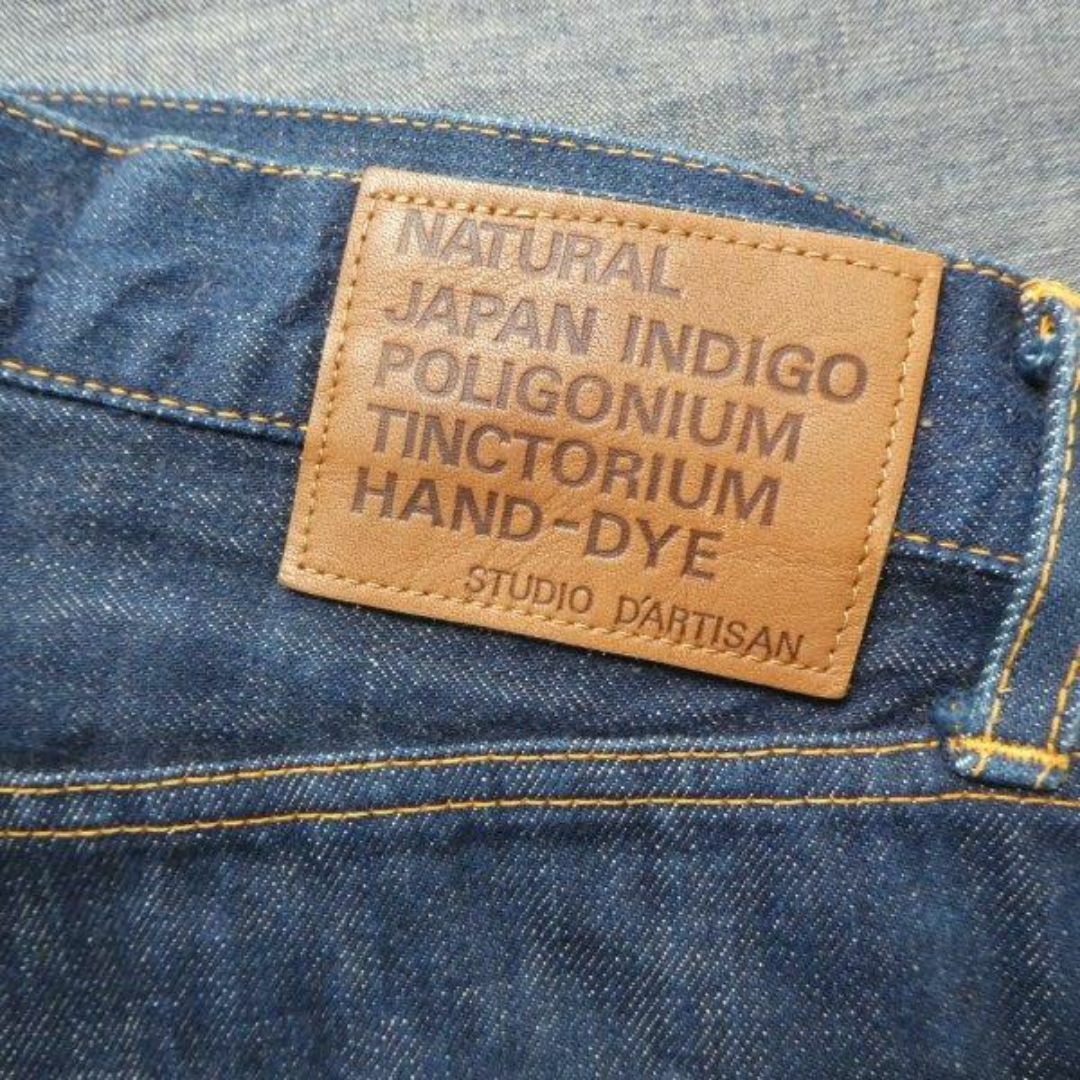 NATURAL
JAPAN INDIGO
POLIGONIUM
TINCTORIUM
HAND-DYE
STUDIO D'ARTISAN